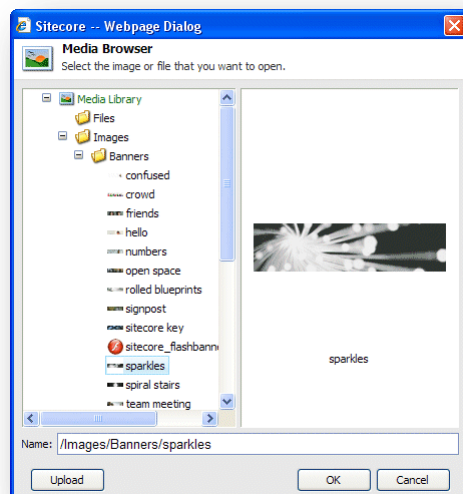 Sitecore -- Webpage Dialog
Media Browser
Select the image or file that you want to open.
Media Library
Files
Images
Banners
confused
crowd
friends
hello
numbers
open space
rolled blueprints
signpost
sitecore key
sitecore_flashbann
sparkles
spiral stairs
team meeting
sparkles
Name: /Images/Banners/sparkles
Upload OK Cancel